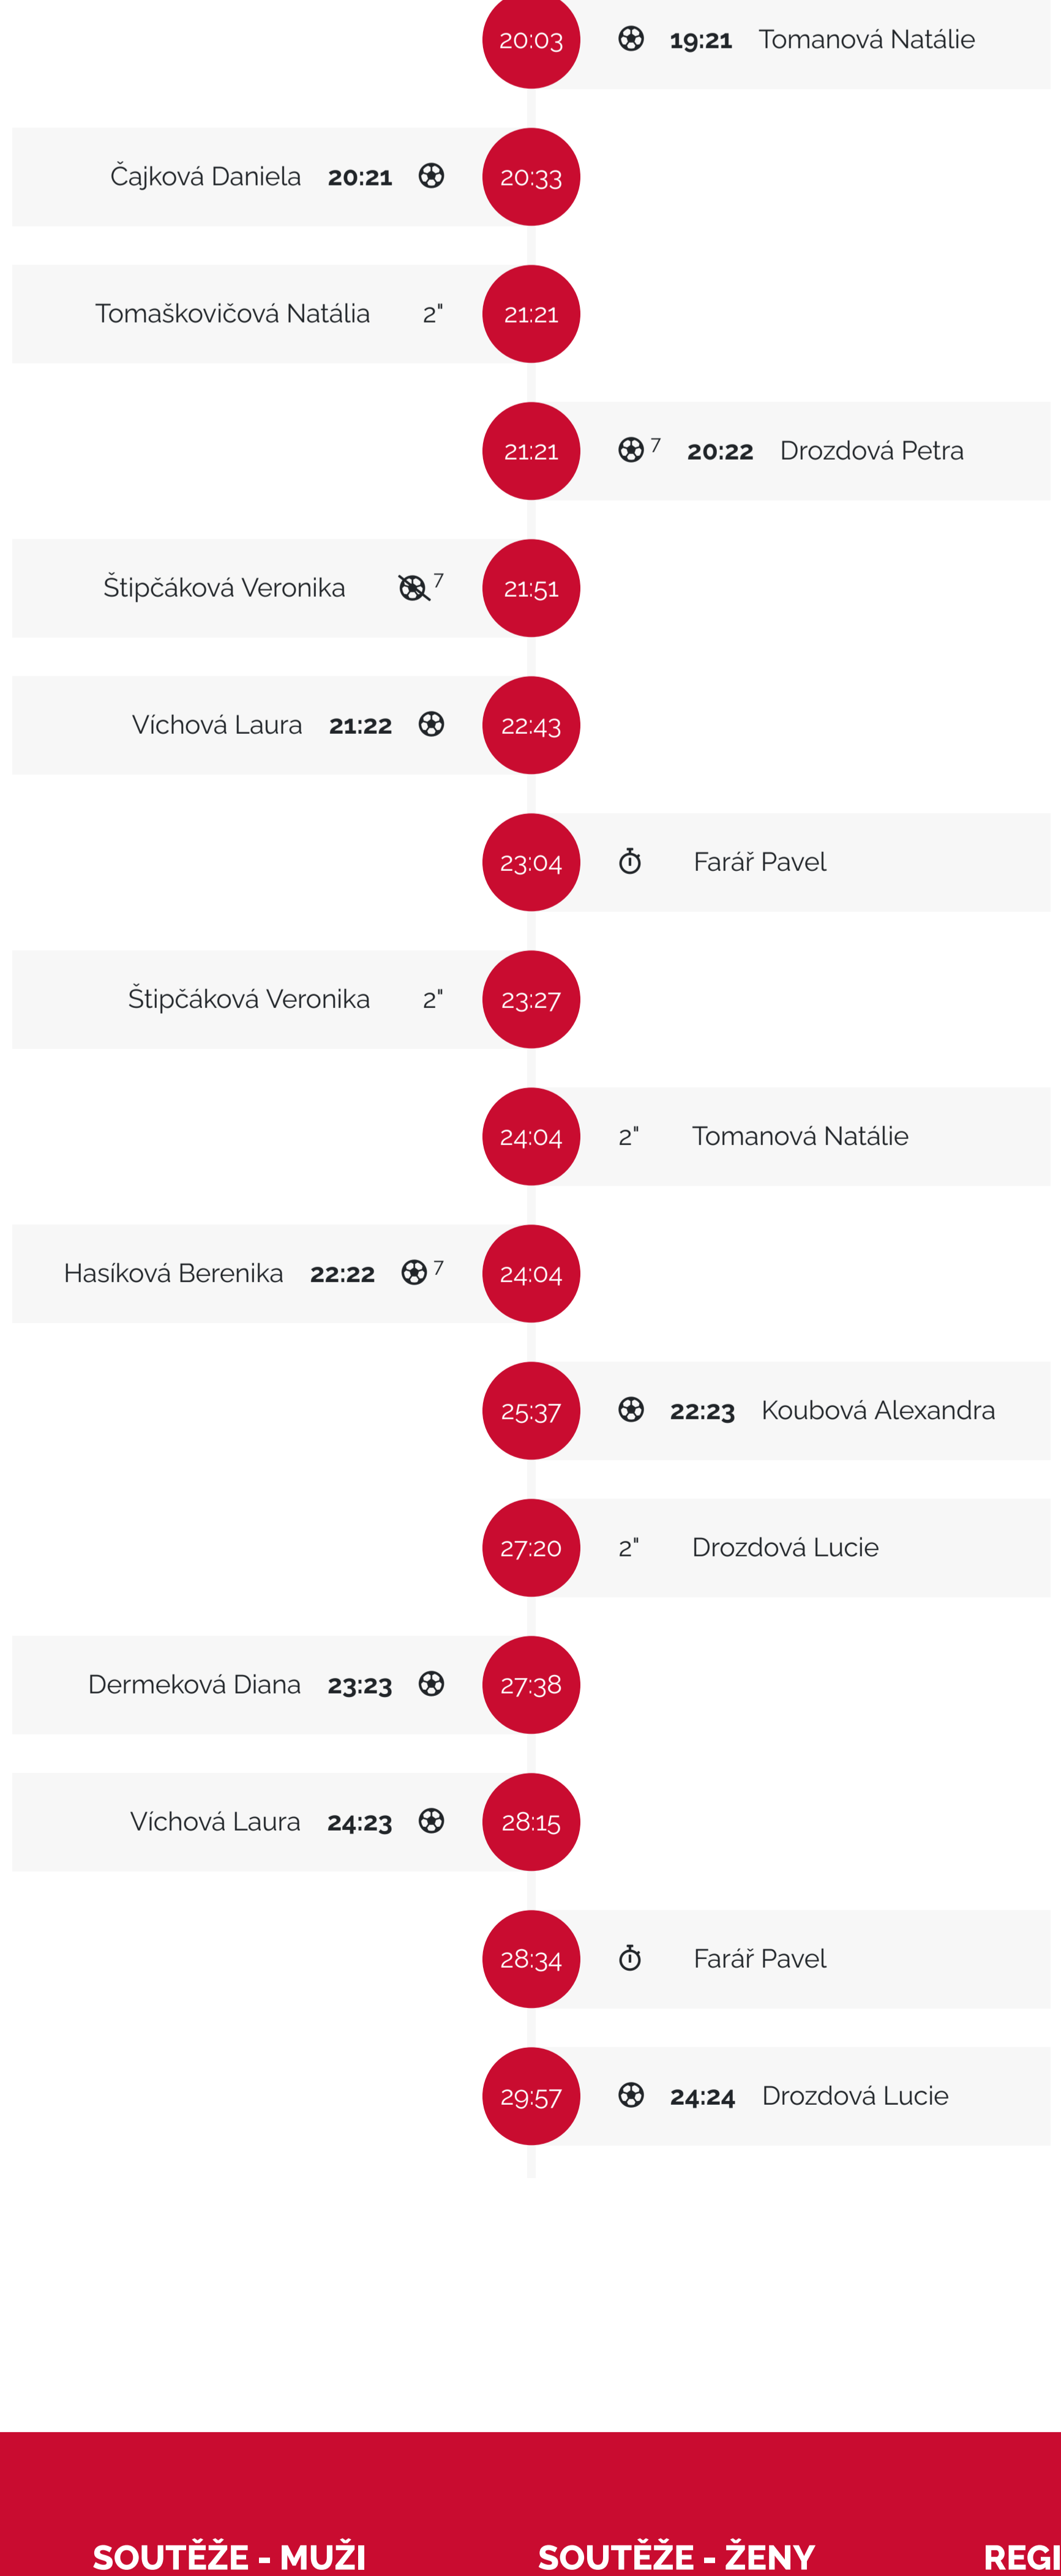 20:03 19:21 Tomanová Natálie
Čajková Daniela 20:21 20:33
Tomaškovičová Natália 2" 21:21
21:21 7 20:22 Drozdová Petra
Štipčáková Veronika 7 21:51
Víchová Laura 21:22 22:43
23:04 Farář Pavel
Štipčáková Veronika 2" 23:27
24:04 2" Tomanová Natálie
Hasíková Berenika 22:22 7 24:04
25:37 22:23 Koubová Alexandra
27:20 2" Drozdová Lucie
Dermeková Diana 23:23 27:38
Víchová Laura 24:23 28:15
28:34 Farář Pavel
29:57 24:24 Drozdová Lucie
SOUTĚŽE - MUŽI SOUTĚŽE - ŽENY REGI